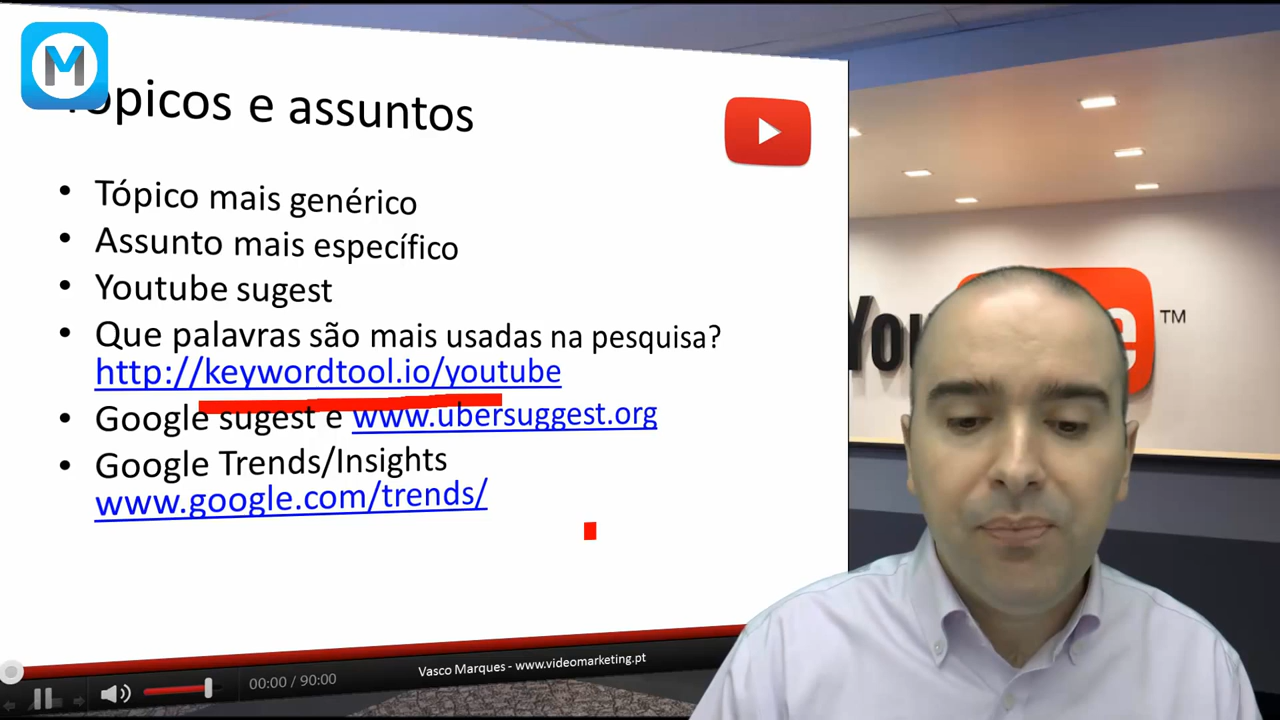 M
Tópicos e assuntos
• Tópico mais genérico
• Assunto mais específico
• Youtube sugest
• Que palavras são mais usadas na pesquisa?
http://keywordtool.io/youtube
• Google sugest e www.ubersuggest.org
• Google Trends/Insights
www.google.com/trends/
Vasco Marques - www.videomarketing.pt
00:00 / 90:00
TM